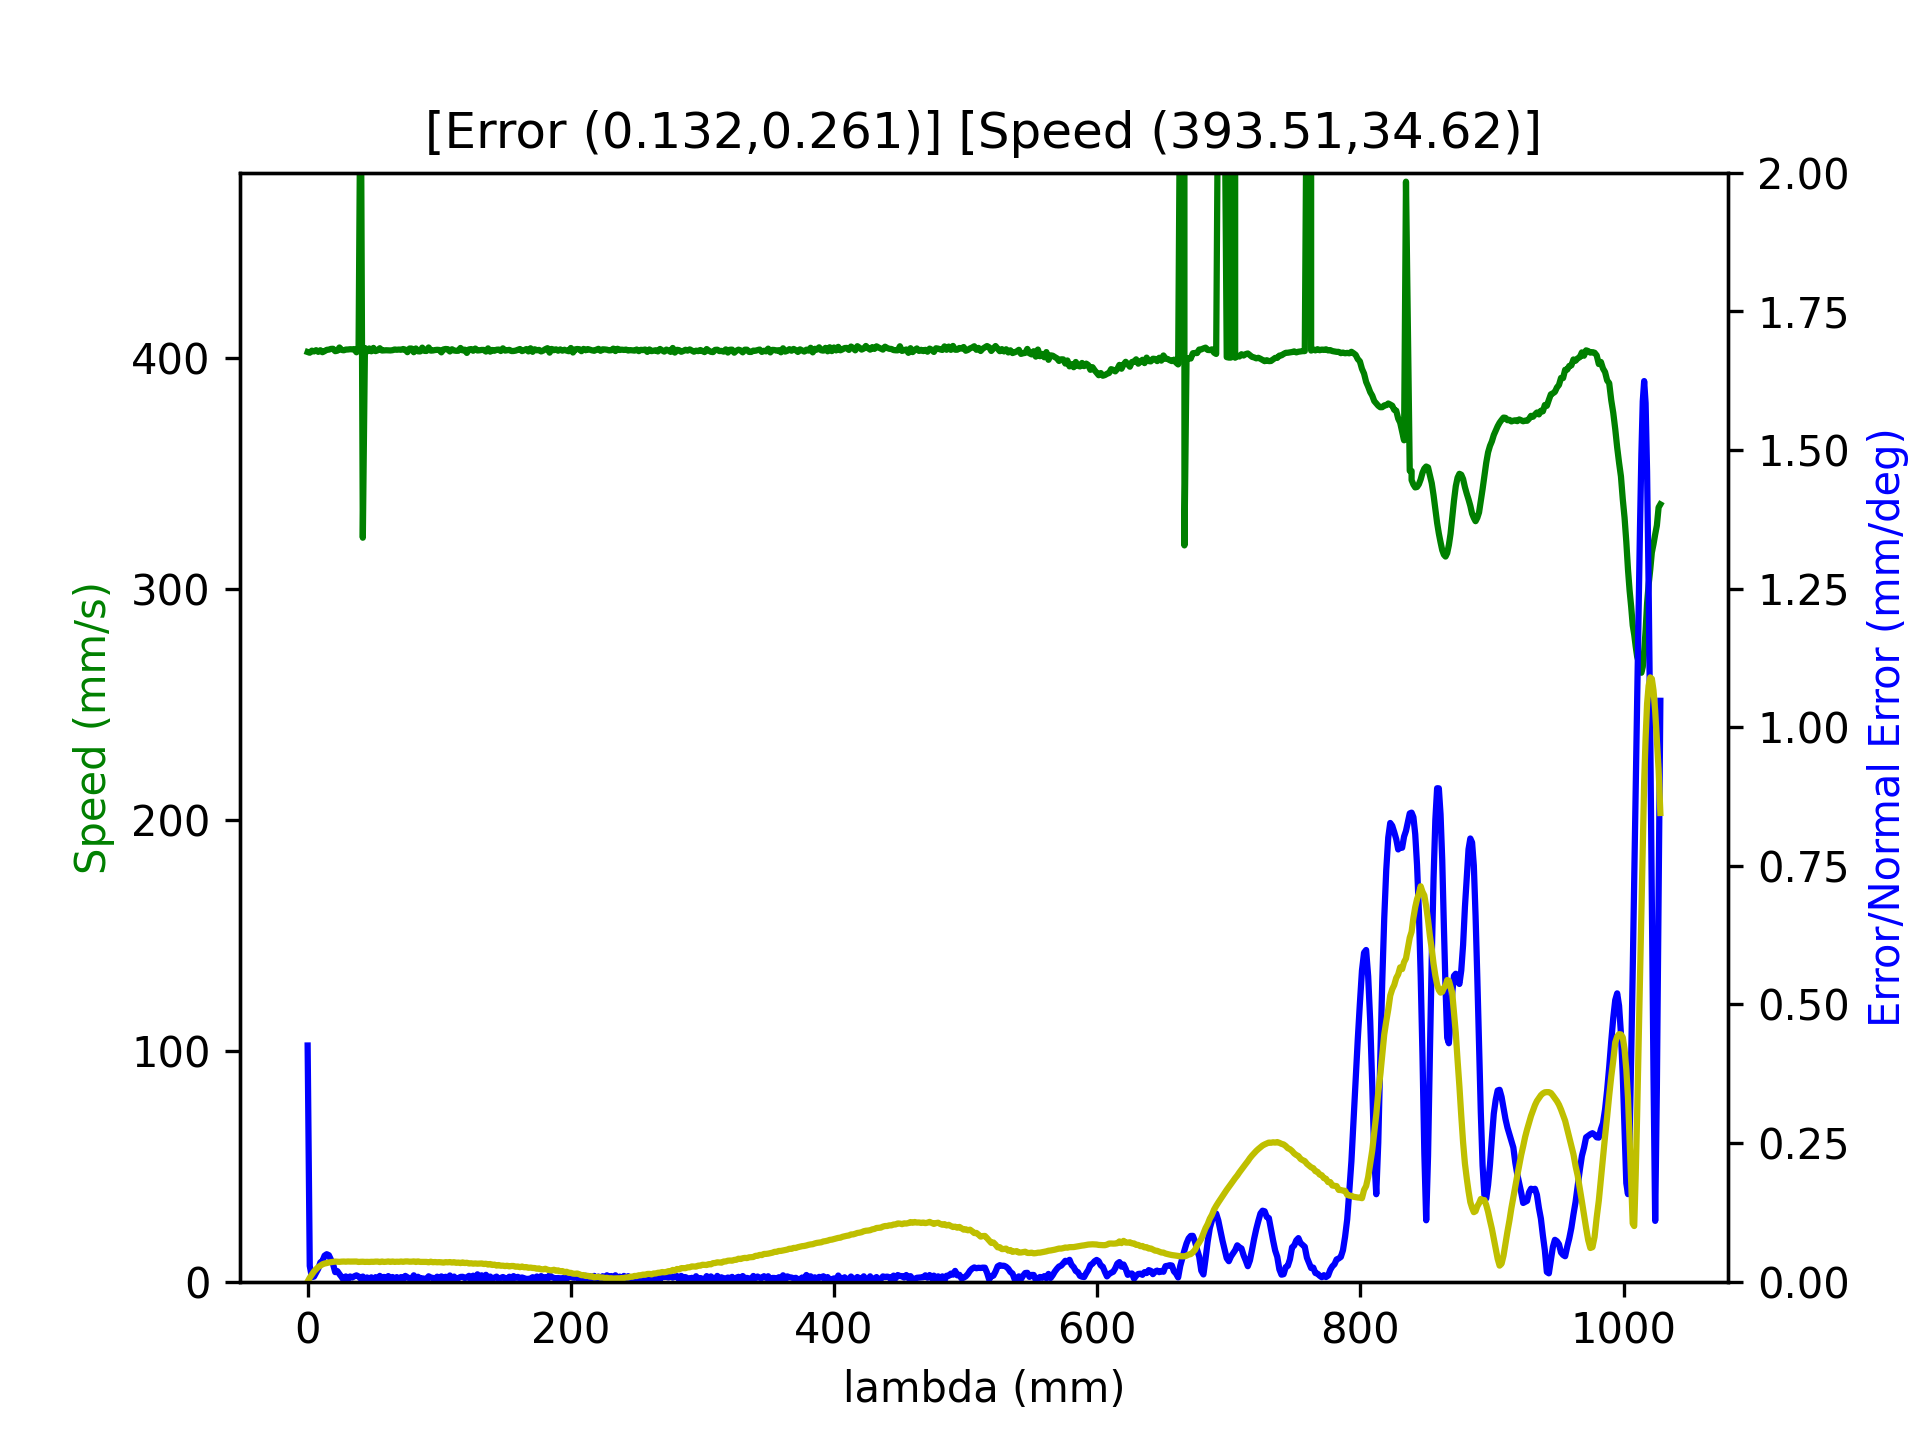 [Error (0.132,0.261)] [Speed (393.51,34.62)]
Speed (mm/s)
400
300
200
100
0
2.00
1.75
1.50
1.25
1.00
0.75
0.50
0.25
0.00
Error/Normal Error (mm/deg)
0 200 400 600 800 1000
lambda (mm)